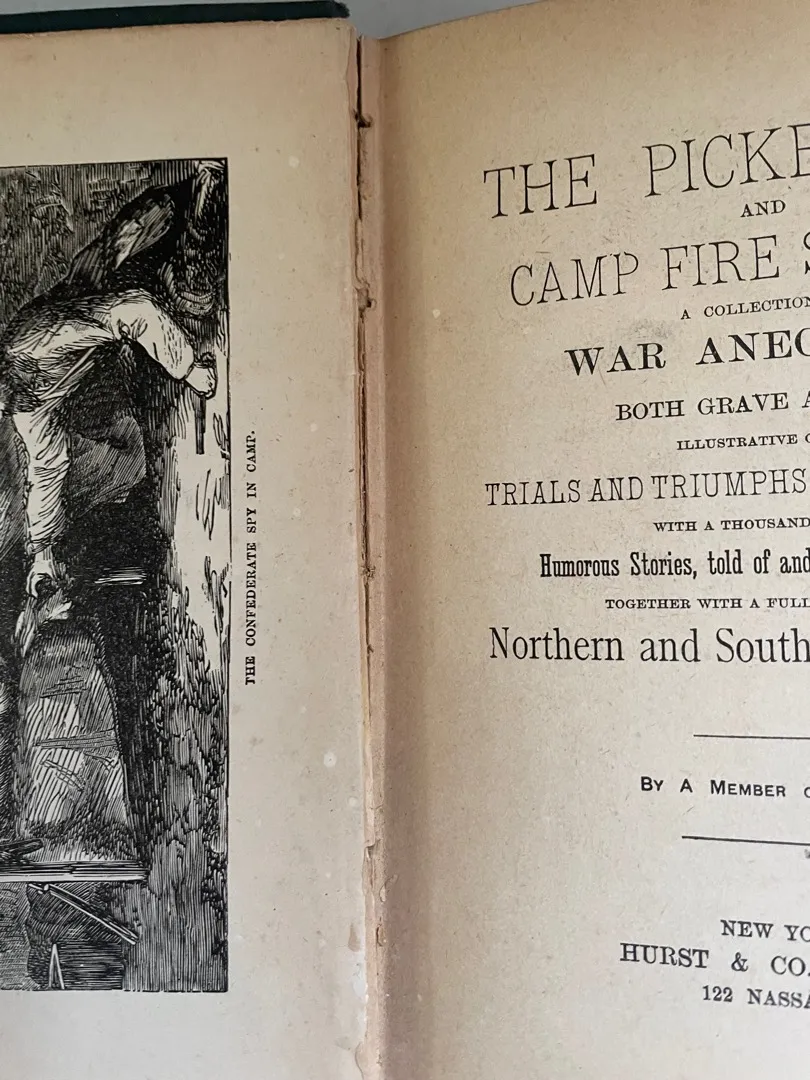 THE CONFEDERATE SPY IN CAMP.
THE PICKE
AND
CAMP FIRE S
A COLLECTION
WAR ANEC
BOTH GRAVE A
ILLUSTRATIVE O
TRIALS AND TRIUMPHS
WITH A THOUSAND
Humorous Stories, told of and
TOGETHER WITH A FULL
Northern and South
BY A MEMBER O
NEW YO
HURST & CO.
122 NASSA